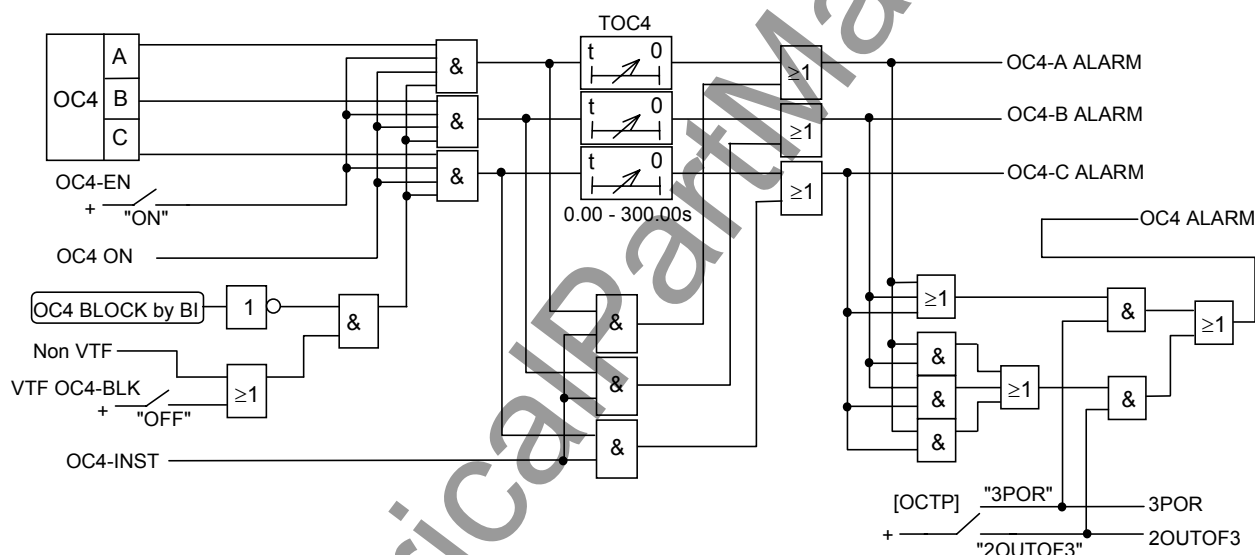 TOC4
OC4
A
B
C
&
&
&
t 0
t 0
t 0
0.00 - 300.00s
≥1
≥1
≥1
OC4-A ALARM
OC4-B ALARM
OC4-C ALARM
OC4 ALARM
OC4-EN
+ "ON"
OC4 ON
OC4 BLOCK by BI
1
&
Non VTF
VTF OC4-BLK
+ "OFF"
≥1
OC4-INST
&
&
&
≥1
&
&
&
≥1
&
&
≥1
[OCTP]
+
"3POR"
3POR
"2OUTOF3"
2OUTOF3
ricalPartMa